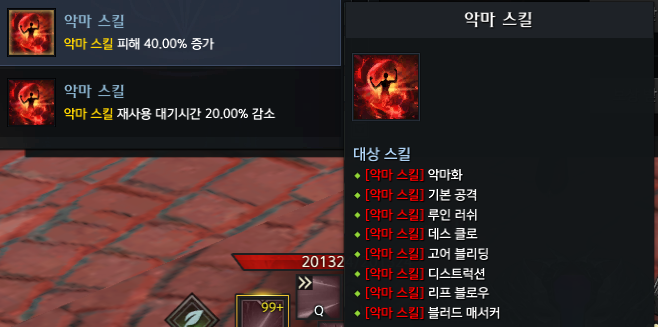 악마 스킬
악마 스킬 피해 40.00% 증가
악마 스킬
악마 스킬 재사용 대기시간 20.00% 감소
악마 스킬
대상 스킬
[악마 스킬] 악마화
[악마 스킬] 기본 공격
[악마 스킬] 루인 러쉬
[악마 스킬] 데스 클로
[악마 스킬] 고어 블리딩
[악마 스킬] 디스트럭션
[악마 스킬] 리프 블로우
[악마 스킬] 블러드 매서커
20132
99+
Q